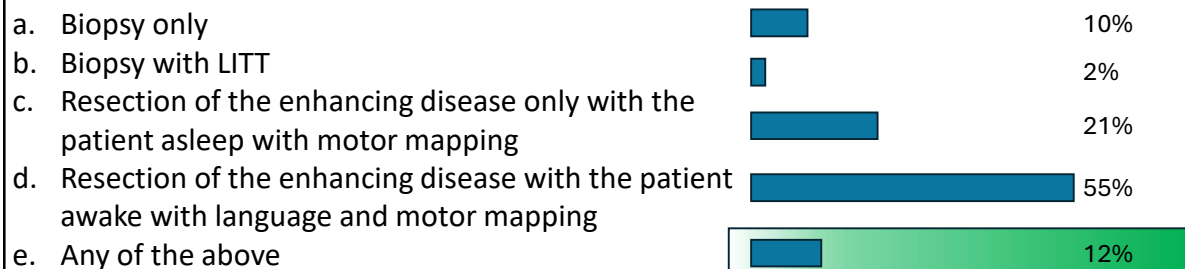 a. Biopsy only 10%
b. Biopsy with LITT 2%
c. Resection of the enhancing disease only with the
patient asleep with motor mapping 21%
d. Resection of the enhancing disease with the patient
awake with language and motor mapping 55%
e. Any of the above 12%